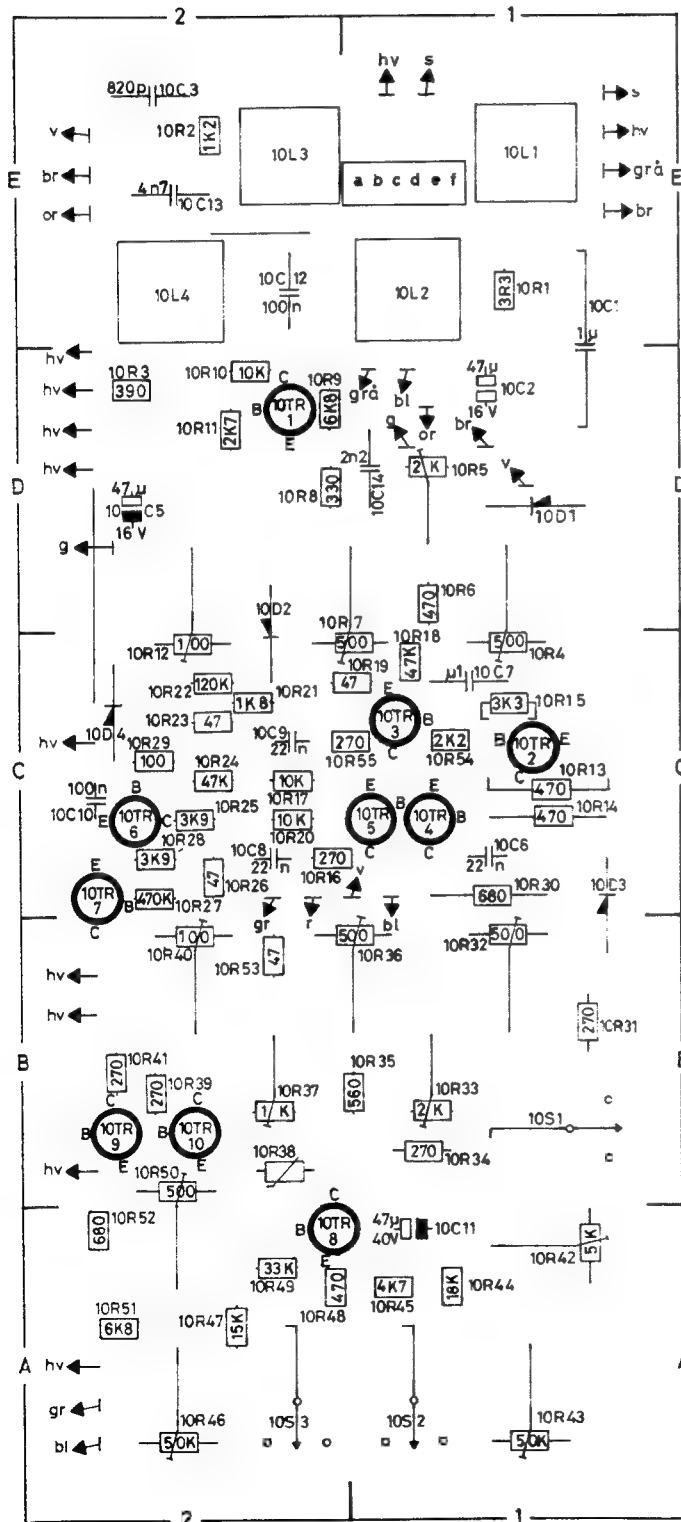 2 1
hv s
820p 10C3 s
v 10R2 1K2 10L3 10L1 hv
E br a b c d e f grå E
or 4n7 10C13 br
10L4 10C 12 100n 10L2 3R3 10R1 10C1 1µ
hv
hv 10R3 390 10R10 10K C 10R9 6K8 grå bl 47µ 10C2 16V
B 10TR 1 E
hv 10R11 2K7 g or br
hv 2n2 10C14 2K 10R5 v
D 10R8 330 D
47µ 10C5 16V 10D1
g
10R6 470
10D2 10R7
10R12 100 500 10R18 47K 500 10R4
10R22 120K 10R19 47 µ1 10C7
1K8 10R21 E 3K3 10R15
10D4 10R23 47 10TR 3 B C
hv 10R29 100 10C9 22n 270 10R55 2K2 10R54 B 10TR 2 E C
C C
B 10R24 47K 10K 10R17 E E 10R13 470
100n 10C10 E 10TR 6 C 3K9 10R25 10K 10R20 10TR 5 B 10TR 4 B 470 10R14
10R28 3K9 C C
10C8 22n 270 10R16 10C6 22n
E 47 10R26 v 10R30 680 10D3
10TR 7 B 470K 10R27
C gr r bl
10R40 100 500 10R36 10R32 500
10R53 47
hv
hv 270 10R31
B B
10R41 270 10R39 270 10R37 1K 10R35 560 10R33 2K
C C
B 10TR 9 E B 10TR 10 E 10S1
10R38 270 10R34
hv 10R50 500
C
10R52 680 B 10TR 8 E 47µ 40V 10C11 5K 10R42
33K 10R49 470 10R48 4K7 10R45 18K 10R44
10R51 6K8 10R47 15K
A hv A
gr
bl 10R46 50K 10S3 10S2 10R43 50K
2 1